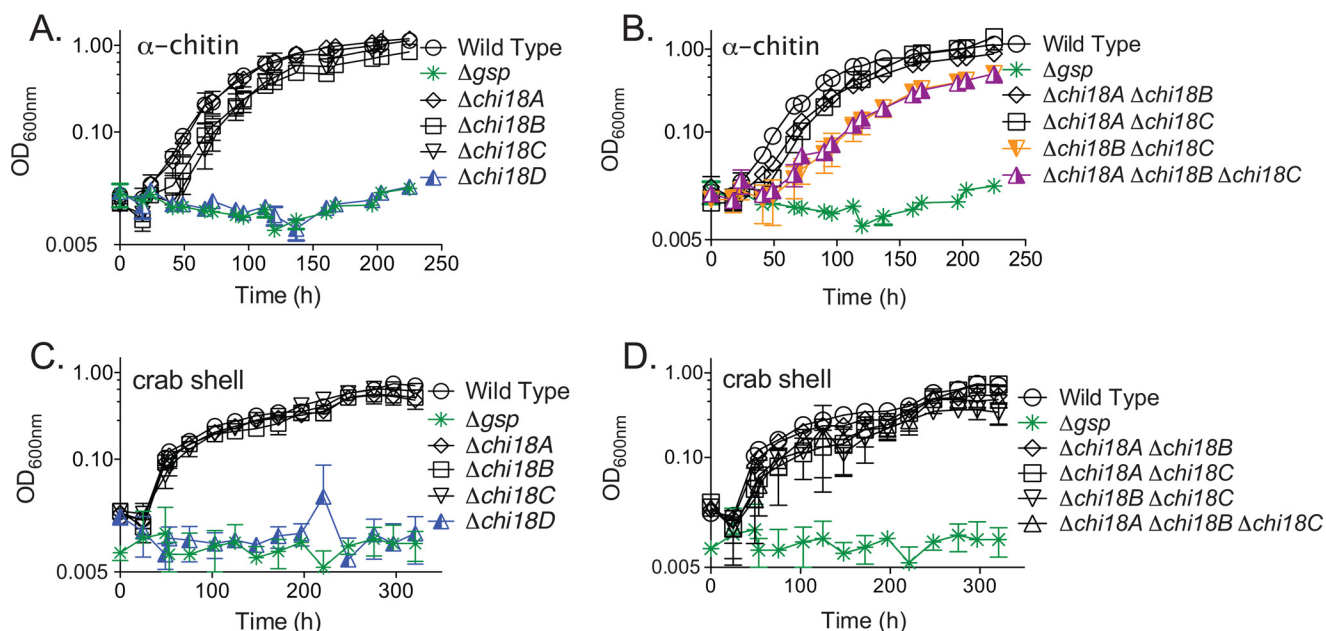 A.
α-chitin
OD600nm
1.00
0.10
0.005
0 50 100 150 200 250
Time (h)
Wild Type
Δgsp
Δchi18A
Δchi18B
Δchi18C
Δchi18D
B.
α-chitin
OD600nm
1.00
0.10
0.005
0 50 100 150 200 250
Time (h)
Wild Type
Δgsp
Δchi18A Δchi18B
Δchi18A Δchi18C
Δchi18B Δchi18C
Δchi18A Δchi18B Δchi18C
C.
crab shell
OD600nm
1.00
0.10
0.005
0 100 200 300
Time (h)
Wild Type
Δgsp
Δchi18A
Δchi18B
Δchi18C
Δchi18D
D.
crab shell
OD600nm
1.00
0.10
0.005
0 100 200 300
Time (h)
Wild Type
Δgsp
Δchi18A Δchi18B
Δchi18A Δchi18C
Δchi18B Δchi18C
Δchi18A Δchi18B Δchi18C